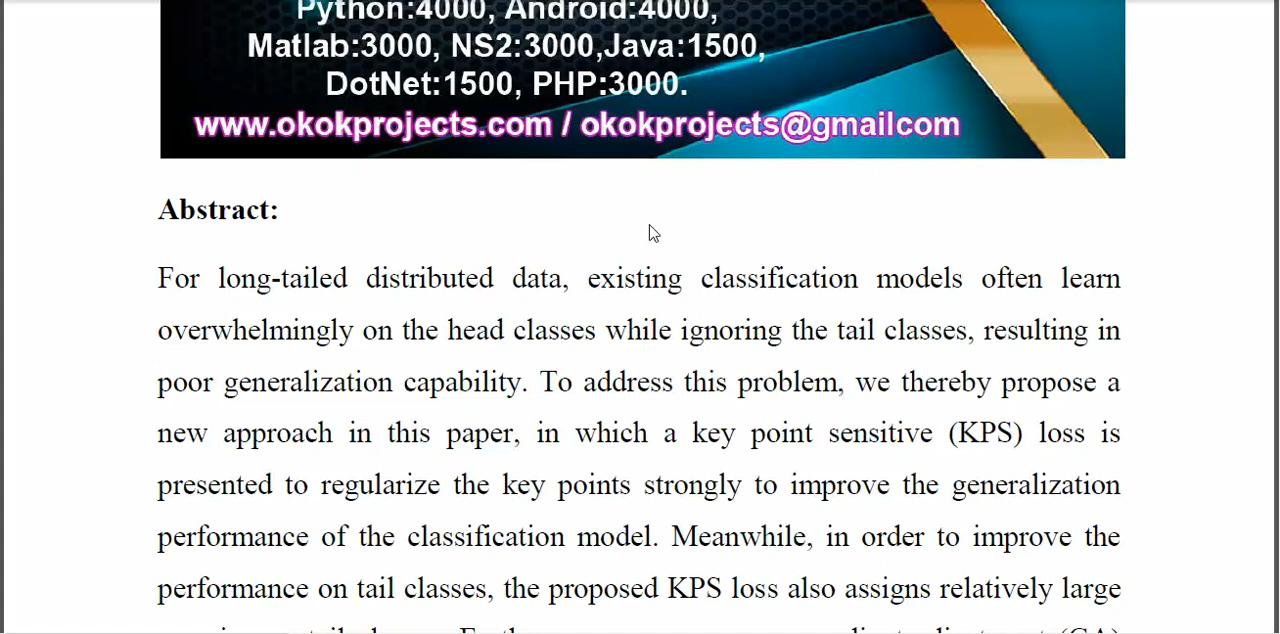 Python:4000, Android:4000,
Matlab:3000, NS2:3000,Java:1500,
DotNet:1500, PHP:3000.
www.okokprojects.com / okokprojects@gmailcom
Abstract:
For long-tailed distributed data, existing classification models often learn
overwhelmingly on the head classes while ignoring the tail classes, resulting in
poor generalization capability. To address this problem, we thereby propose a
new approach in this paper, in which a key point sensitive (KPS) loss is
presented to regularize the key points strongly to improve the generalization
performance of the classification model. Meanwhile, in order to improve the
performance on tail classes, the proposed KPS loss also assigns relatively large